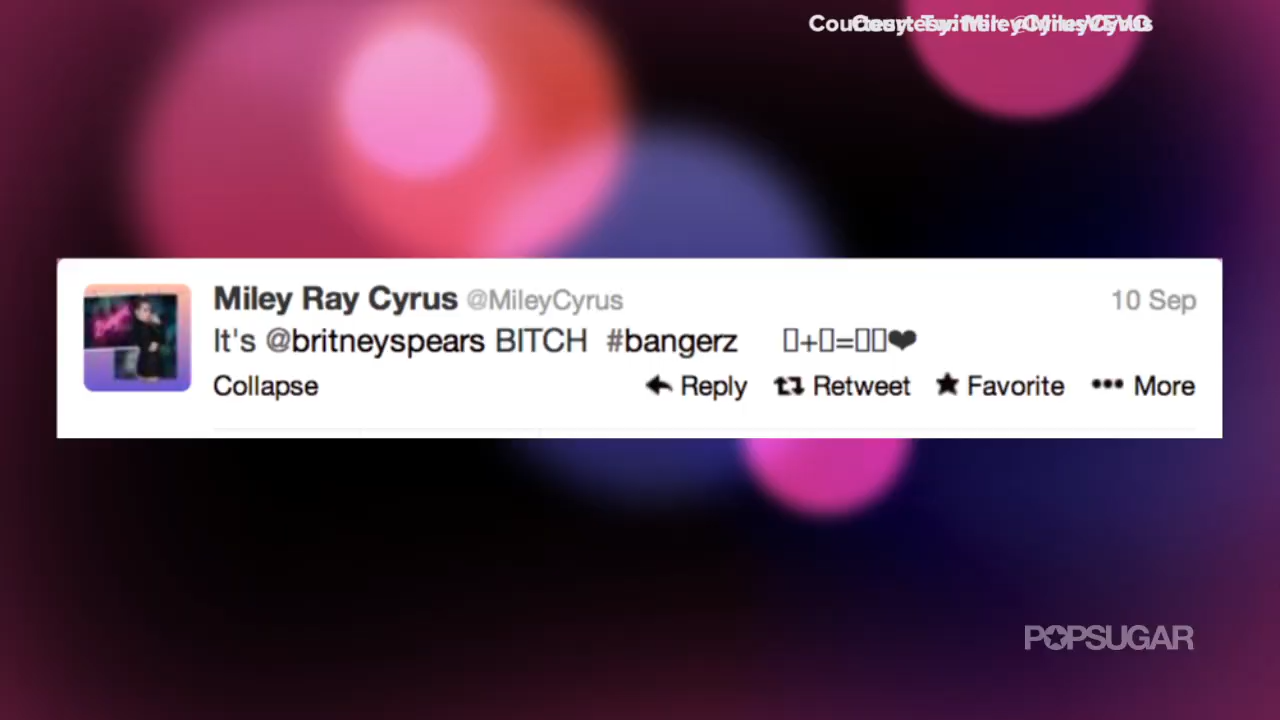 Miley Ray Cyrus @MileyCyrus 10 Sep
It's @britneyspears BITCH #bangerz ▯+▯=▯▯❤
Collapse Reply Retweet Favorite More
POPSUGAR